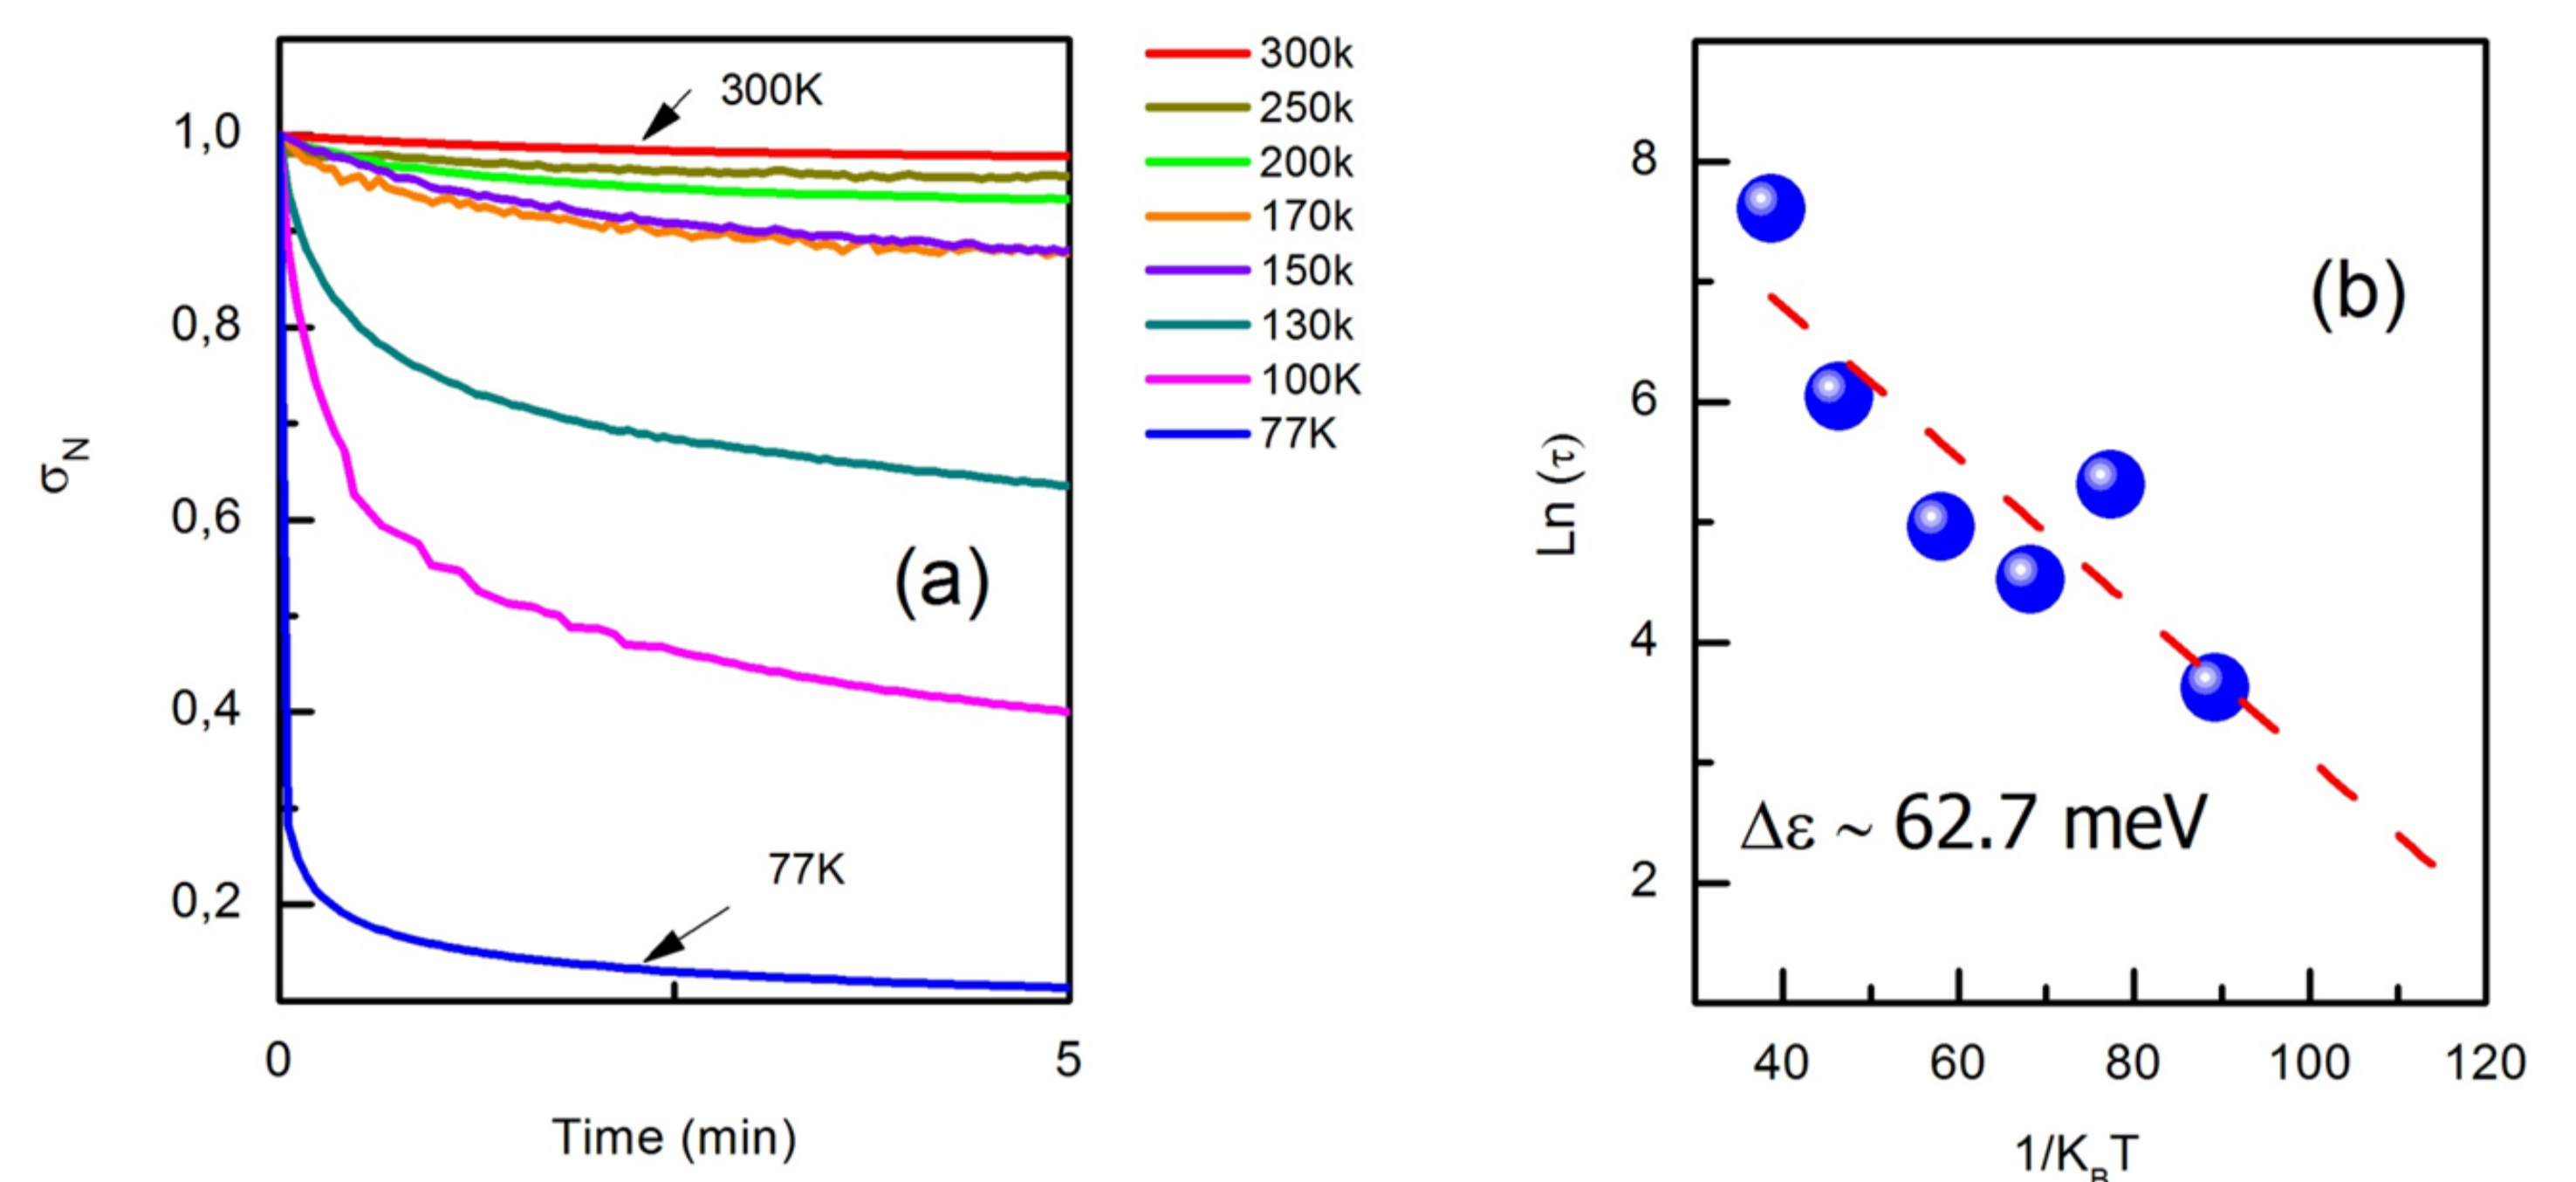 300K
1,0
0,8
0,6
0,4
0,2
σN
(a)
77K
0
5
Time (min)
300k
250k
200k
170k
150k
130k
100K
77K
(b)
8
6
4
2
Ln (τ)
Δε ~ 62.7 meV
40
60
80
100
120
1/KBT